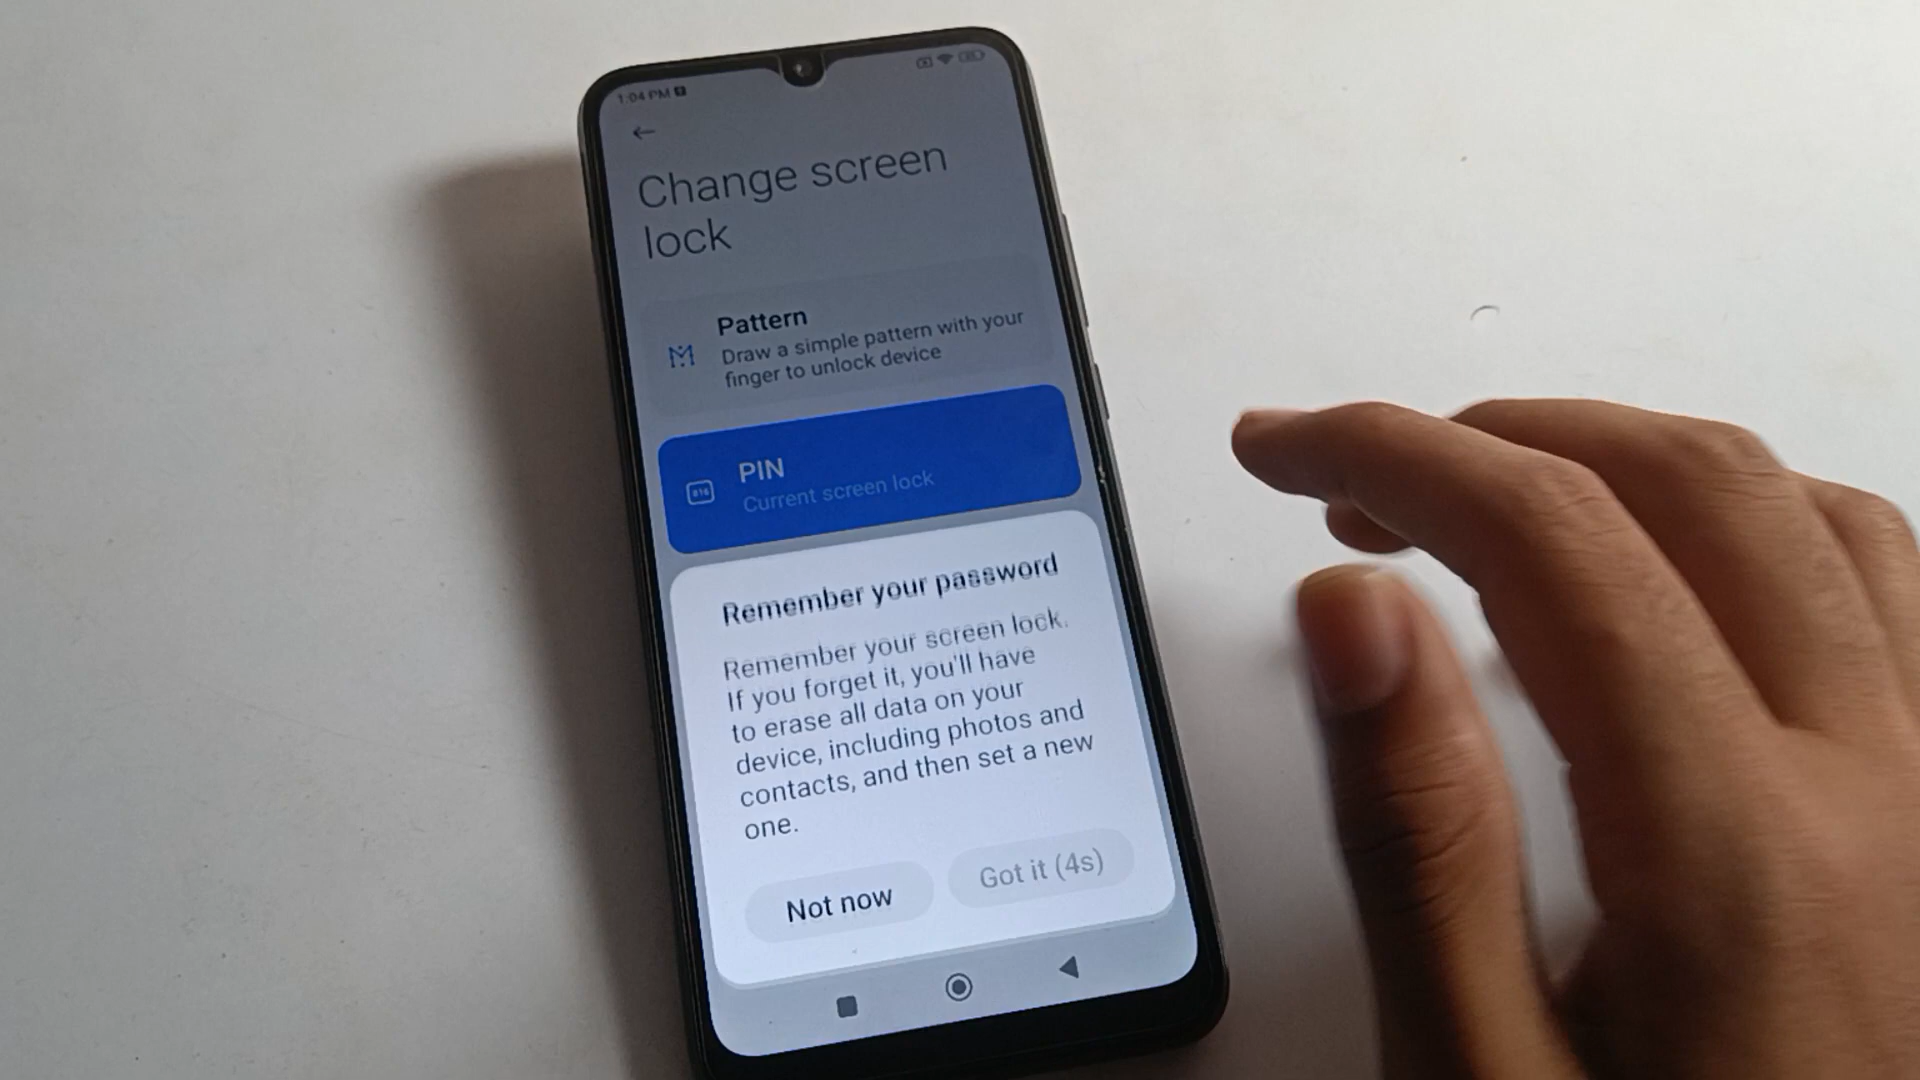 1:04 PM
Change screen
lock
Pattern
Draw a simple pattern with your
finger to unlock device
PIN
Current screen lock
Remember your password
Remember your screen lock.
If you forget it, you'll have
to erase all data on your
device, including photos and
contacts, and then set a new
one.
Not now
Got it (4s)